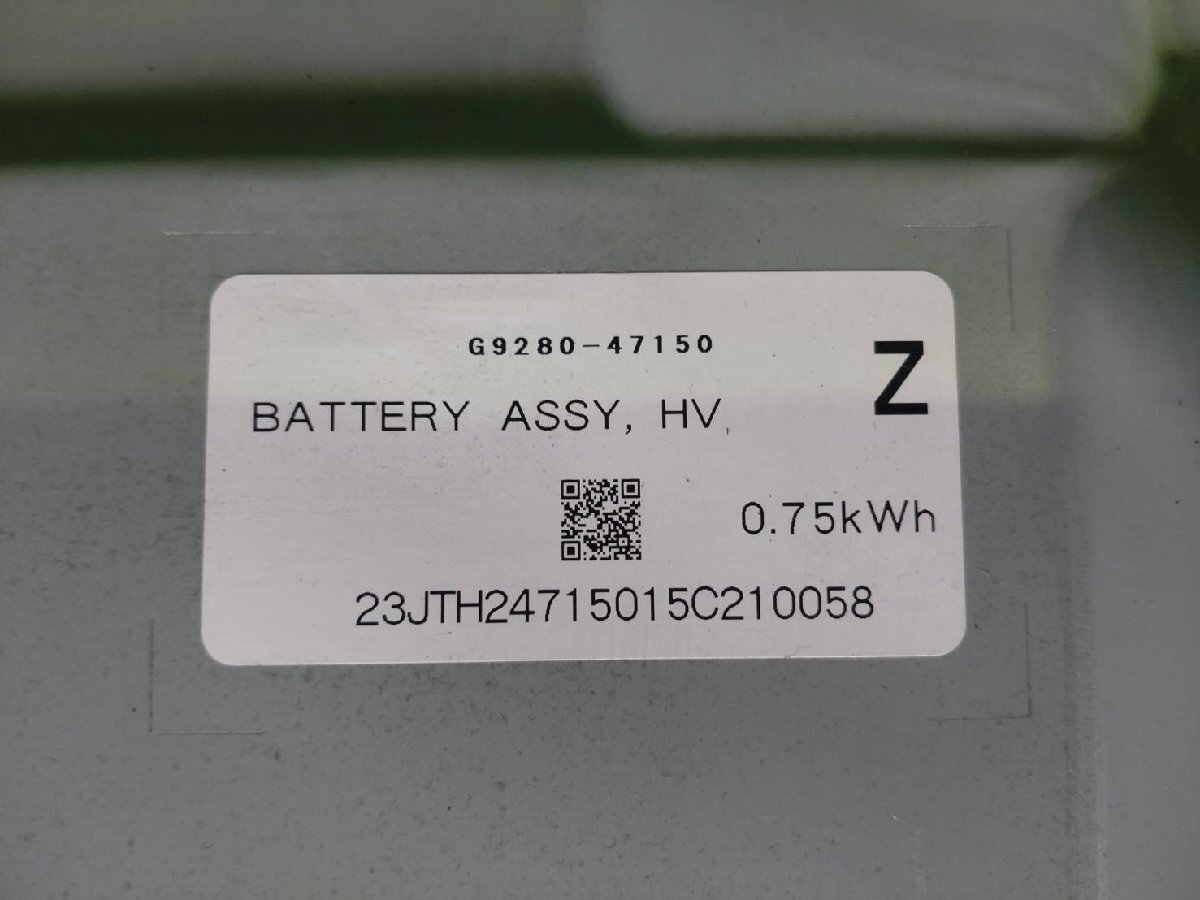 G9280-47150
Z
BATTERY ASSY, HV,
0.75kWh
23JTH24715015C210058